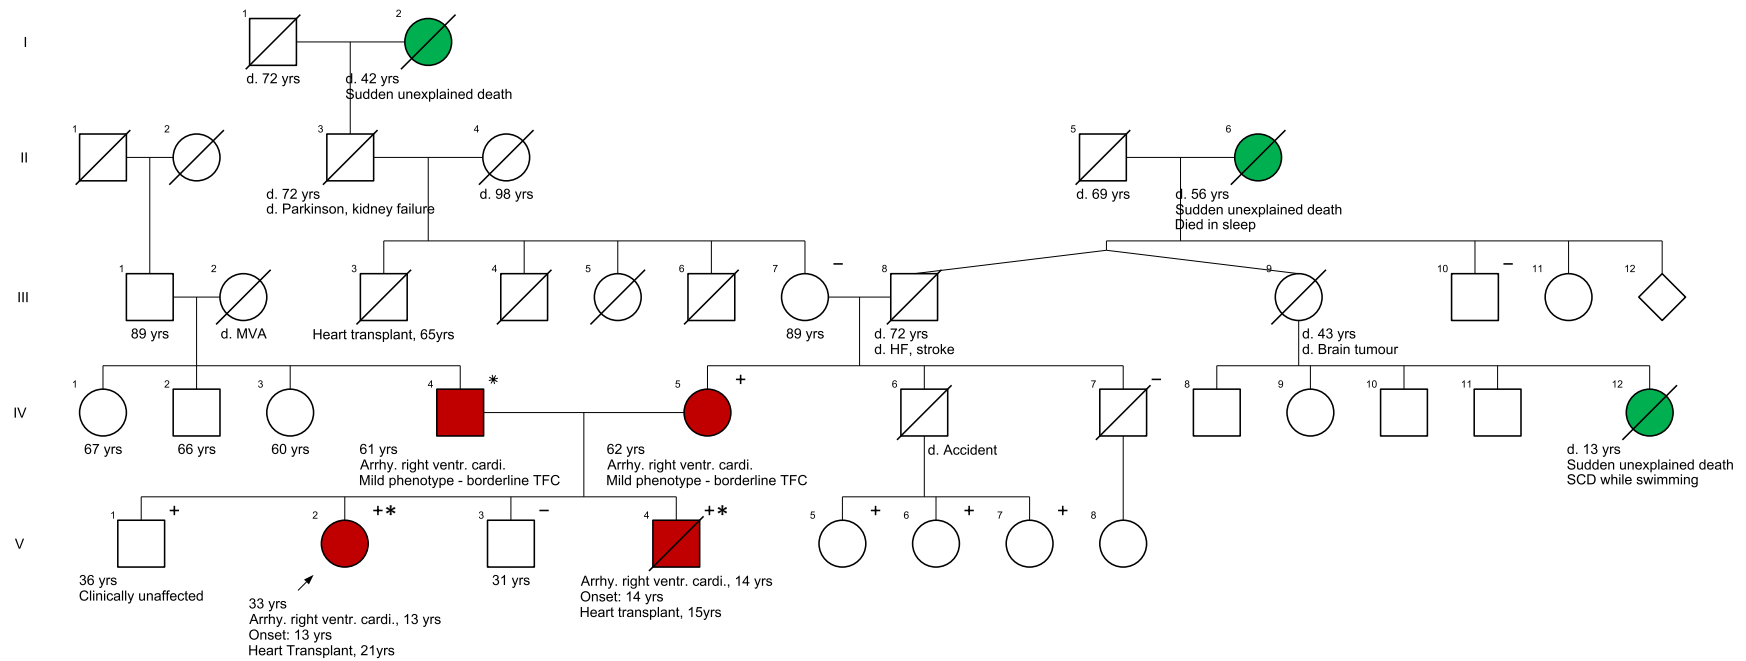 I
1
2
d. 72 yrs
d. 42 yrs
Sudden unexplained death
II
1
2
3
4
5
6
d. 72 yrs
d. Parkinson, kidney failure
d. 98 yrs
d. 69 yrs
d. 56 yrs
Sudden unexplained death
Died in sleep
III
1
2
3
4
5
6
7
–
8
9
10
–
11
12
89 yrs
d. MVA
Heart transplant, 65yrs
89 yrs
d. 72 yrs
d. HF, stroke
d. 43 yrs
d. Brain tumour
IV
1
2
3
4
*
5
+
6
7
–
8
9
10
11
12
67 yrs
66 yrs
60 yrs
61 yrs
Arrhy. right ventr. cardi.
Mild phenotype - borderline TFC
62 yrs
Arrhy. right ventr. cardi.
Mild phenotype - borderline TFC
d. Accident
d. 13 yrs
Sudden unexplained death
SCD while swimming
V
1
+
2
+*
3
–
4
+*
5
+
6
+
7
+
8
36 yrs
Clinically unaffected
33 yrs
Arrhy. right ventr. cardi., 13 yrs
Onset: 13 yrs
Heart Transplant, 21yrs
31 yrs
Arrhy. right ventr. cardi., 14 yrs
Onset: 14 yrs
Heart transplant, 15yrs